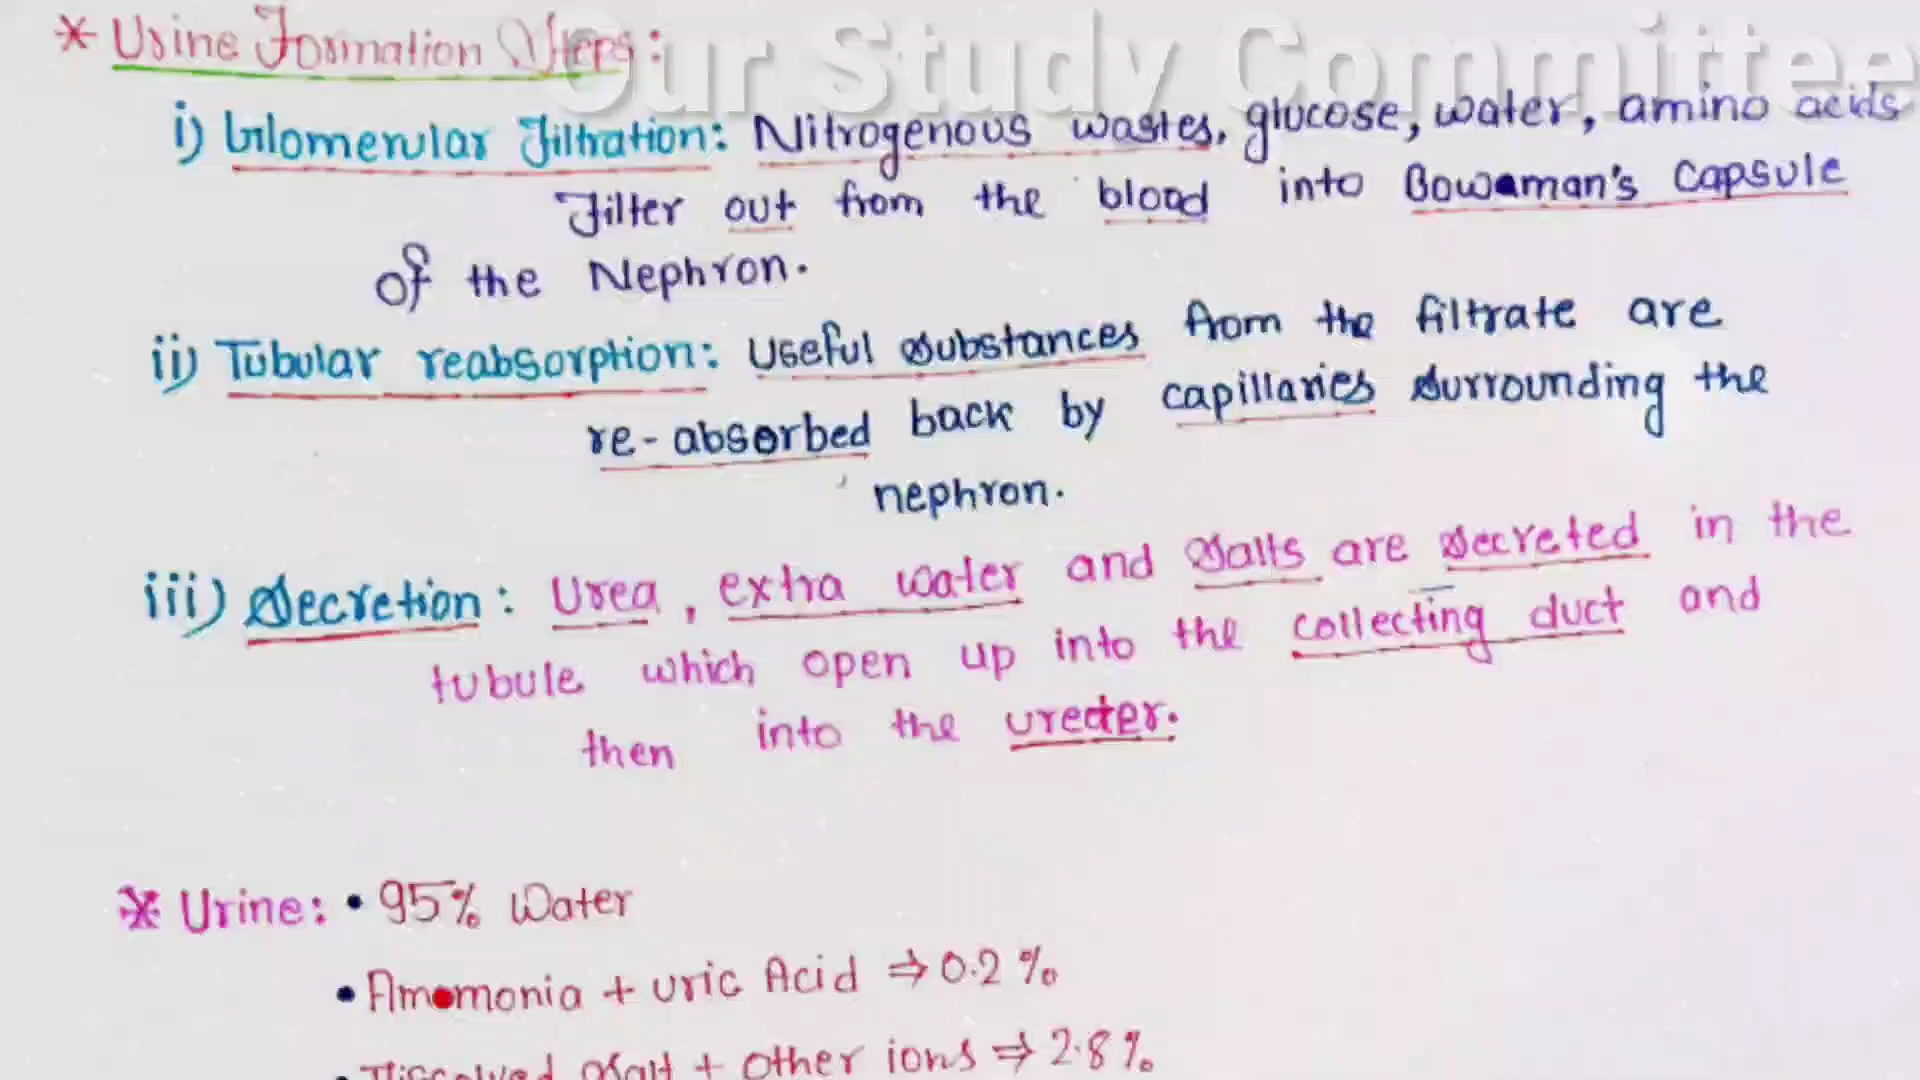 Our Study Committee
* Urine Formation Steps:
i) Glomerular Filtration: Nitrogenous wastes, glucose, water, amino acids
Filter out from the blood into Bowaman's Capsule
of the Nephron.
ii) Tubular reabsorption: Useful substances from the filtrate are
re-absorbed back by capillaries surrounding the
nephron.
iii) Secretion: Urea, extra water and Salts are secreted in the
tubule which open up into the collecting duct and
then into the ureter.
* Urine: • 95% Water
• Ammonia + Uric Acid ⇒ 0.2%
• Dissolved Salt + Other ions ⇒ 2.8%